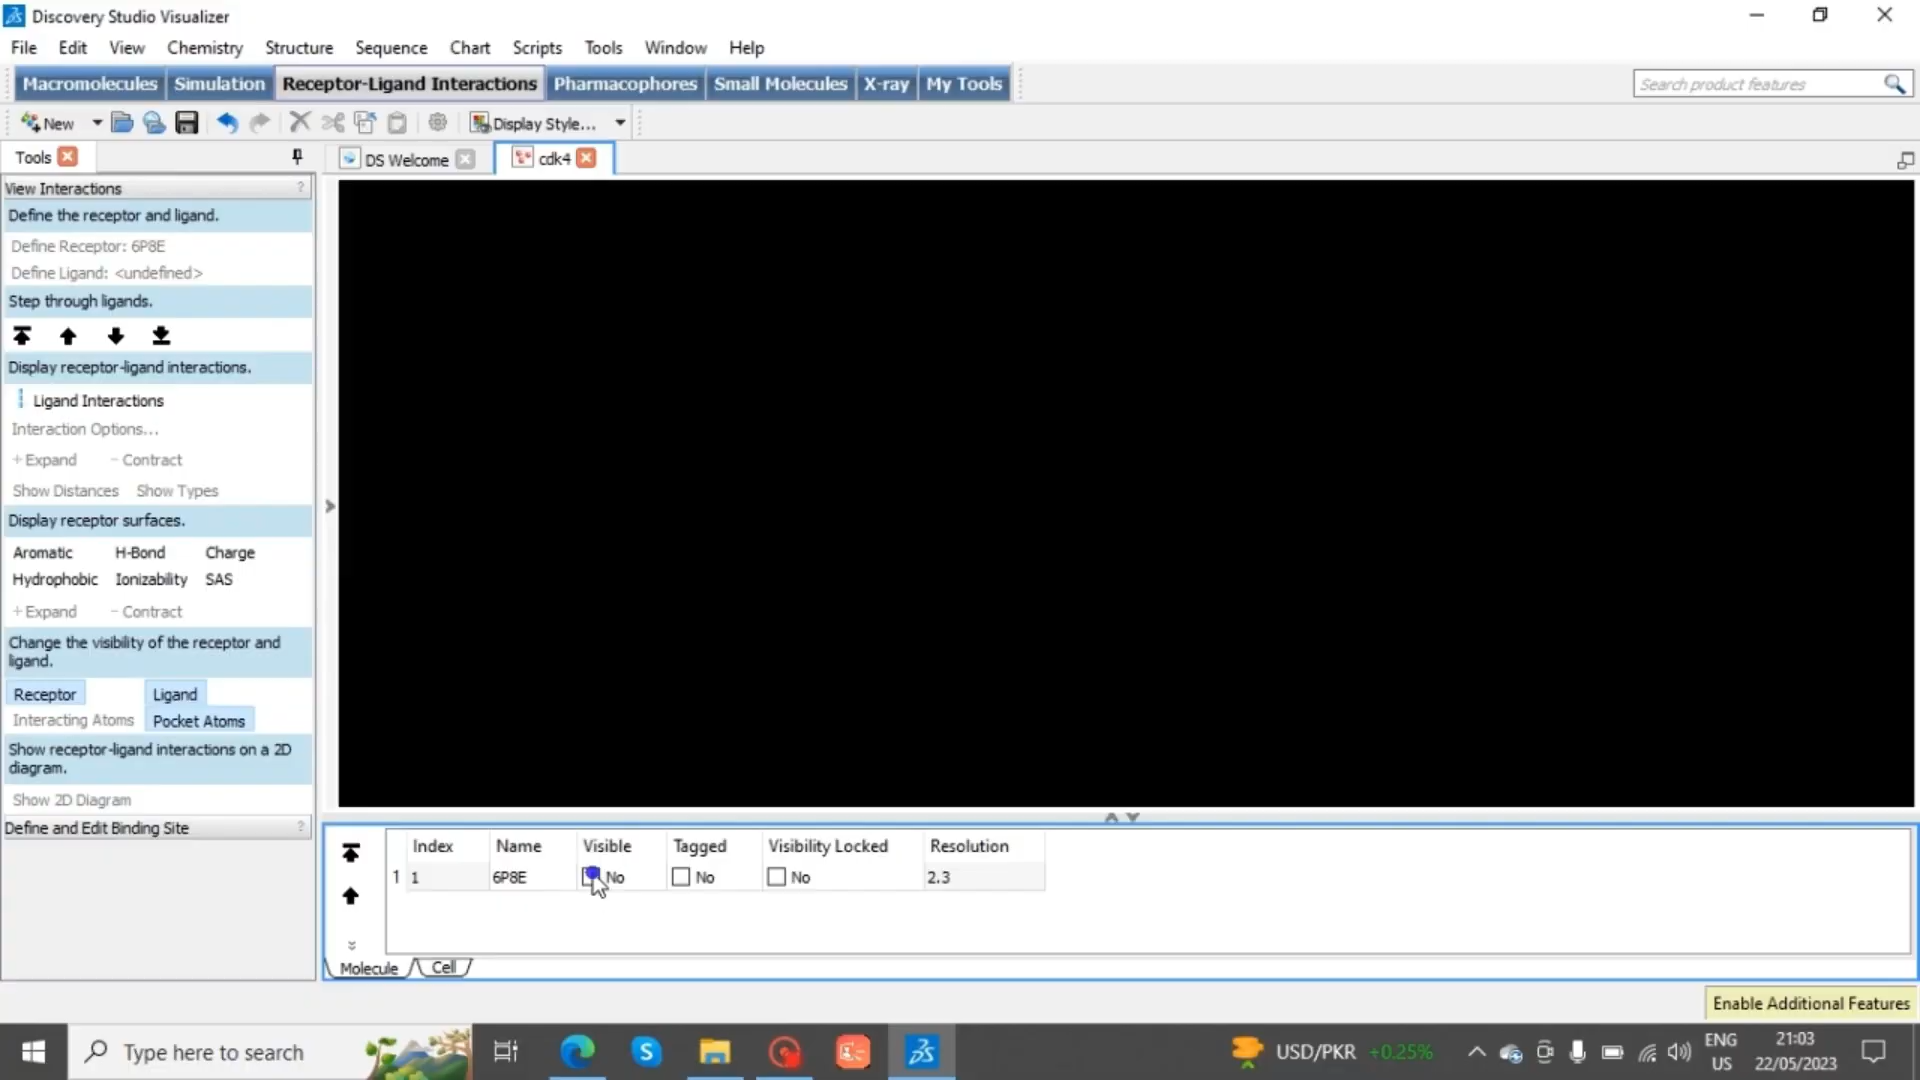 Discovery Studio Visualizer
File Edit View Chemistry Structure Sequence Chart Scripts Tools Window Help
Macromolecules Simulation Receptor-Ligand Interactions Pharmacophores Small Molecules X-ray My Tools
Search product features
New Display Style...
Tools
DS Welcome cdk4
View Interactions ?
Define the receptor and ligand.
Define Receptor: 6P8E
Define Ligand: <undefined>
Step through ligands.
Display receptor-ligand interactions.
Ligand Interactions
Interaction Options...
+ Expand - Contract
Show Distances Show Types
Display receptor surfaces.
Aromatic H-Bond Charge
Hydrophobic Ionizability SAS
+ Expand - Contract
Change the visibility of the receptor and
ligand.
Receptor Ligand
Interacting Atoms Pocket Atoms
Show receptor-ligand interactions on a 2D
diagram.
Show 2D Diagram
Define and Edit Binding Site ?
Index Name Visible Tagged Visibility Locked Resolution
1 1 6P8E No No No 2.3
Molecule Cell
Enable Additional Features
Type here to search
USD/PKR +0.25%
ENG
US
21:03
22/05/2023